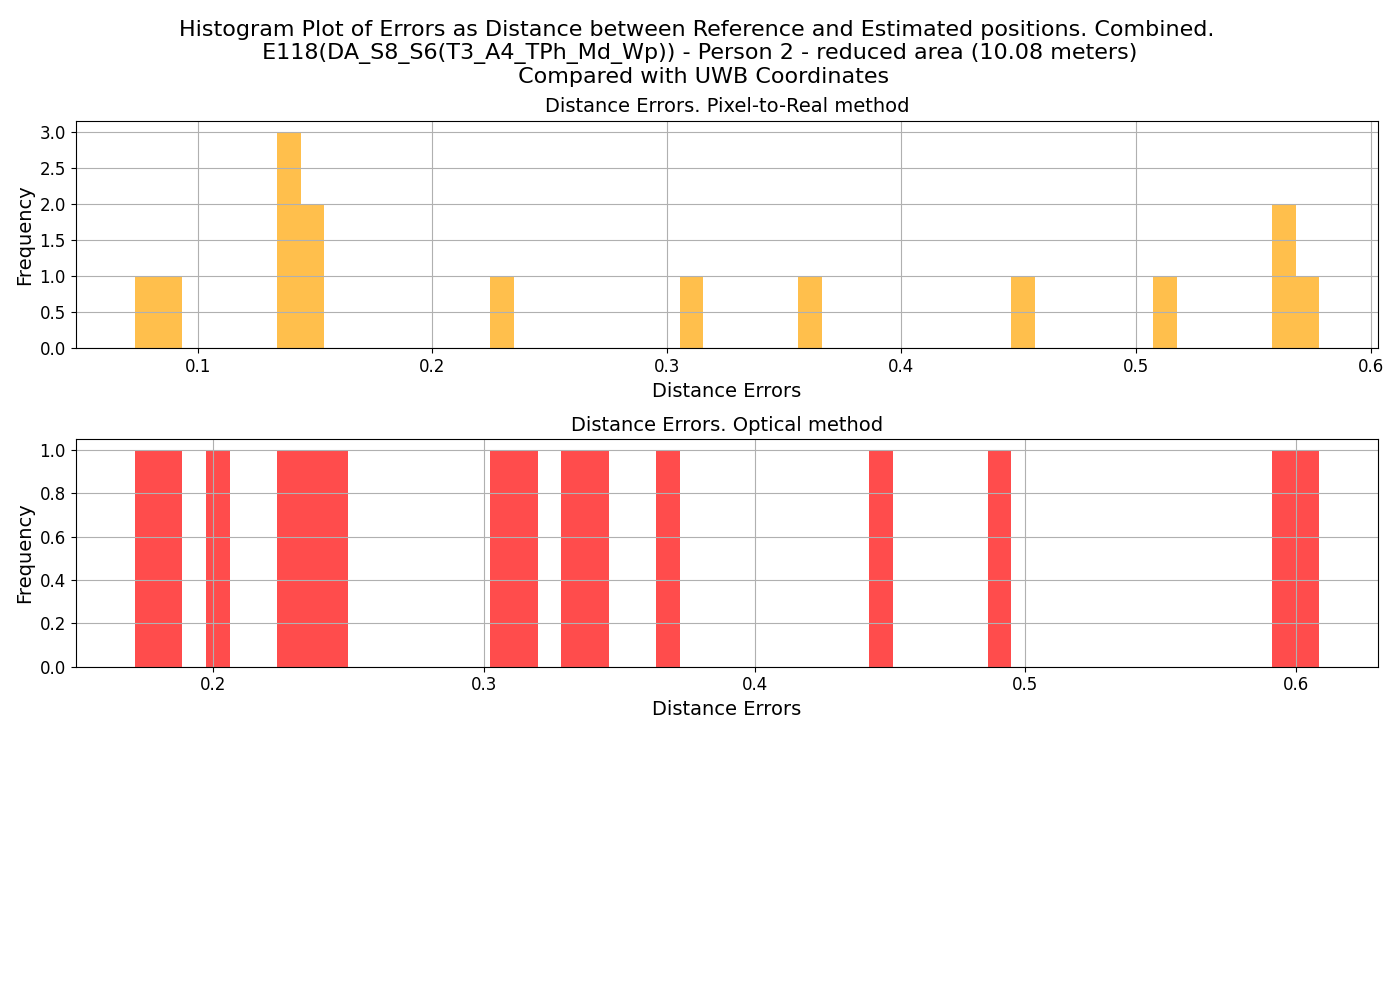 Histogram Plot of Errors as Distance between Reference and Estimated positions. Combined.
E118(DA_S8_S6(T3_A4_TPh_Md_Wp)) - Person 2 - reduced area (10.08 meters)
Compared with UWB Coordinates
Distance Errors. Pixel-to-Real method
Frequency
3.0
2.5
2.0
1.5
1.0
0.5
0.0
0.1 0.2 0.3 0.4 0.5 0.6
Distance Errors
Distance Errors. Optical method
Frequency
1.0
0.8
0.6
0.4
0.2
0.0
0.2 0.3 0.4 0.5 0.6
Distance Errors